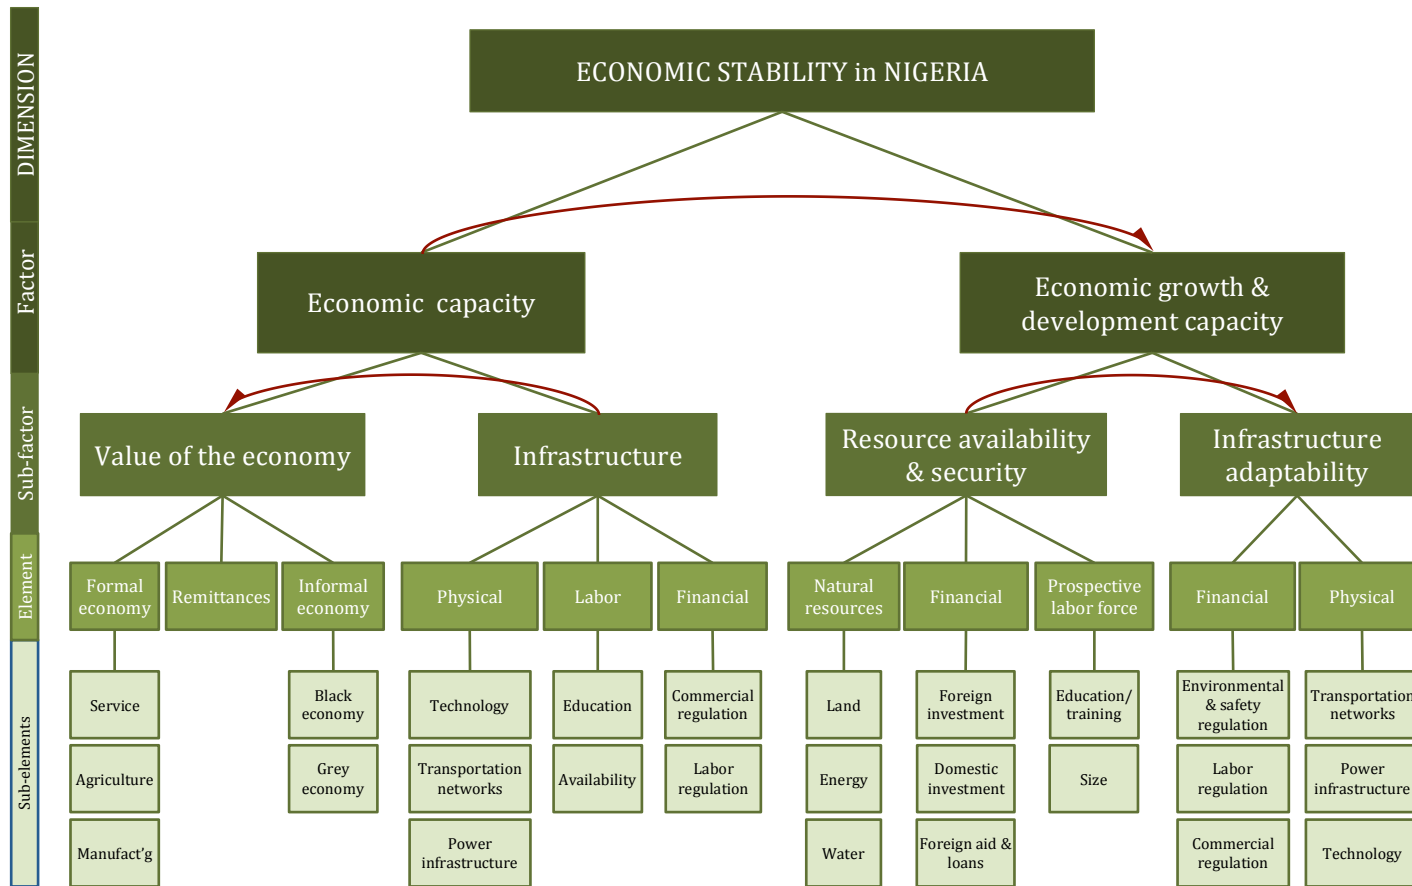 DIMENSION
ECONOMIC STABILITY in NIGERIA
Factor
Economic capacity
Economic growth &
development capacity
Sub-factor
Value of the economy
Infrastructure
Resource availability
& security
Infrastructure
adaptability
Element
Formal
economy
Remittances
Informal
economy
Physical
Labor
Financial
Natural
resources
Financial
Prospective
labor force
Financial
Physical
Sub-elements
Service
Agriculture
Manufact'g
Black
economy
Grey
economy
Technology
Transportation
networks
Power
infrastructure
Education
Availability
Commercial
regulation
Labor
regulation
Land
Energy
Water
Foreign
investment
Domestic
investment
Foreign aid &
loans
Education/
training
Size
Environmental
& safety
regulation
Labor
regulation
Commercial
regulation
Transportation
networks
Power
infrastructure
Technology